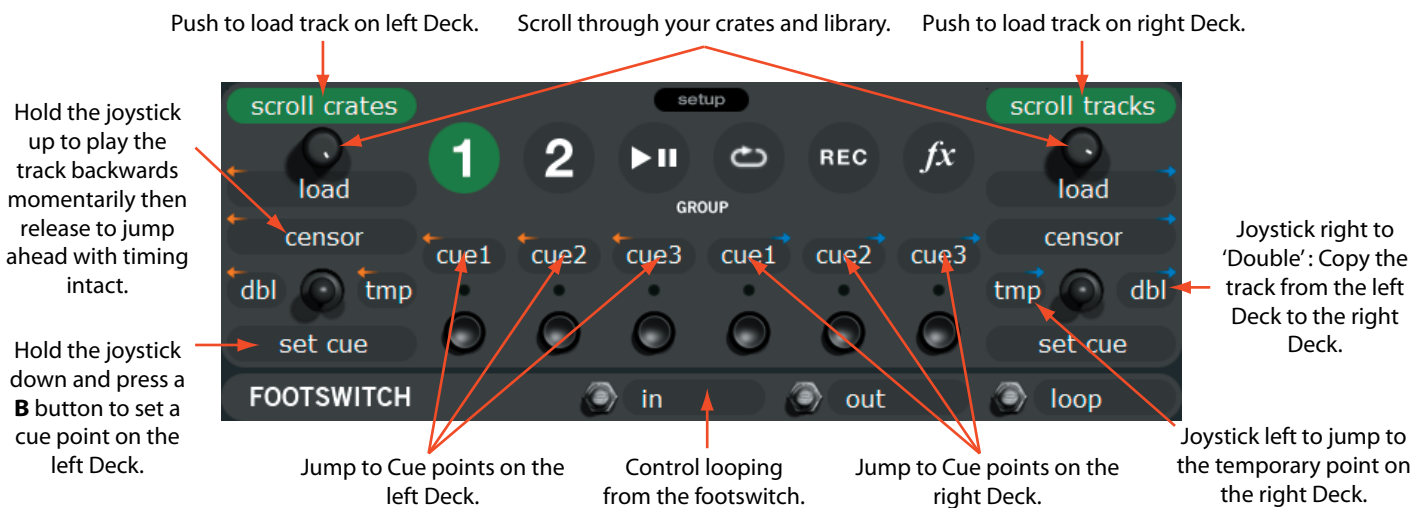 Push to load track on left Deck.
Scroll through your crates and library.
Push to load track on right Deck.
Hold the joystick
up to play the
track backwards
momentarily then
release to jump
ahead with timing
intact.
Hold the joystick
down and press a
B button to set a
cue point on the
left Deck.
scroll crates
setup
scroll tracks
1 2 REC fx
load
GROUP
load
censor
censor
cue1 cue2 cue3 cue1 cue2 cue3
dbl tmp
tmp dbl
set cue
set cue
FOOTSWITCH in out loop
Joystick right to
'Double' : Copy the
track from the left
Deck to the right
Deck.
Jump to Cue points on the
left Deck.
Control looping
from the footswitch.
Jump to Cue points on the
right Deck.
Joystick left to jump to
the temporary point on
the right Deck.